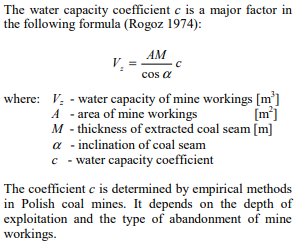 The water capacity coefficient c is a major factor in
the following formula (Rogoz 1974):
V_z = \frac{AM}{\cos α} c
where: V_z - water capacity of mine workings [m³]
A - area of mine workings [m²]
M - thickness of extracted coal seam [m]
α - inclination of coal seam
c - water capacity coefficient
The coefficient c is determined by empirical methods
in Polish coal mines. It depends on the depth of
exploitation and the type of abandonment of mine
workings.